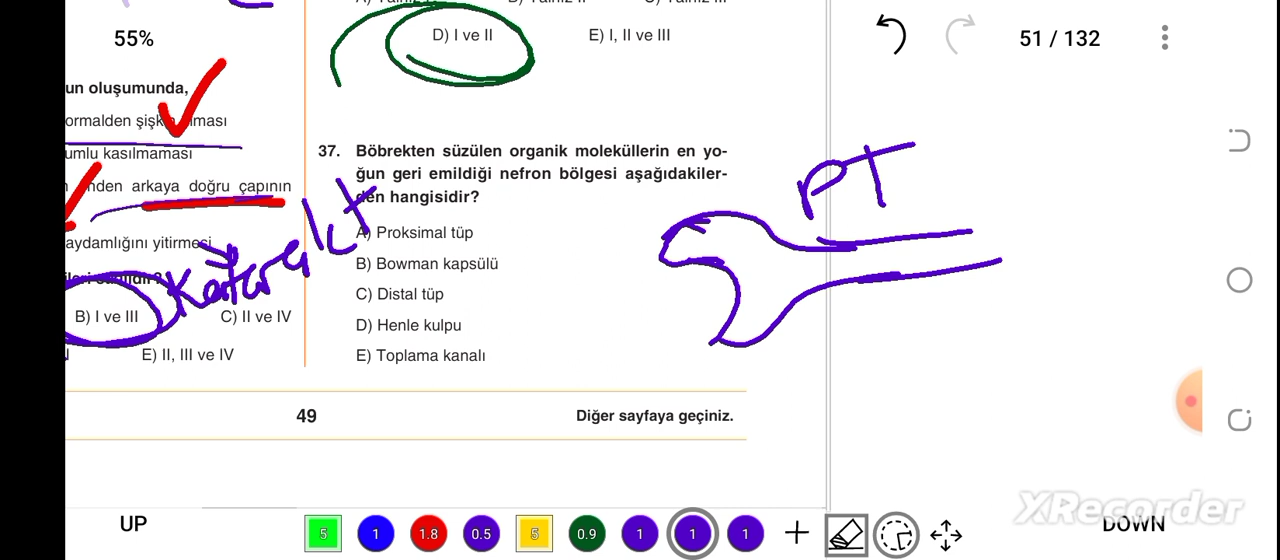 55%
D) I ve II
E) I, II ve III
51 / 132
un oluşumunda,
ormalden şişkin olması
umlu kasılmaması
nden arkaya doğru çapının
aydamlığını yitirmesi
B) I ve III
C) II ve IV
E) II, III ve IV
Katarakt
37. Böbrekten süzülen organik moleküllerin en yo-
ğun geri emildiği nefron bölgesi aşağıdakiler-
den hangisidir?
A) Proksimal tüp
B) Bowman kapsülü
C) Distal tüp
D) Henle kulpu
E) Toplama kanalı
PT
49
Diğer sayfaya geçiniz.
XRecorder
UP
5 1 1.8 0.5 5 0.9 1 1 1
DOWN